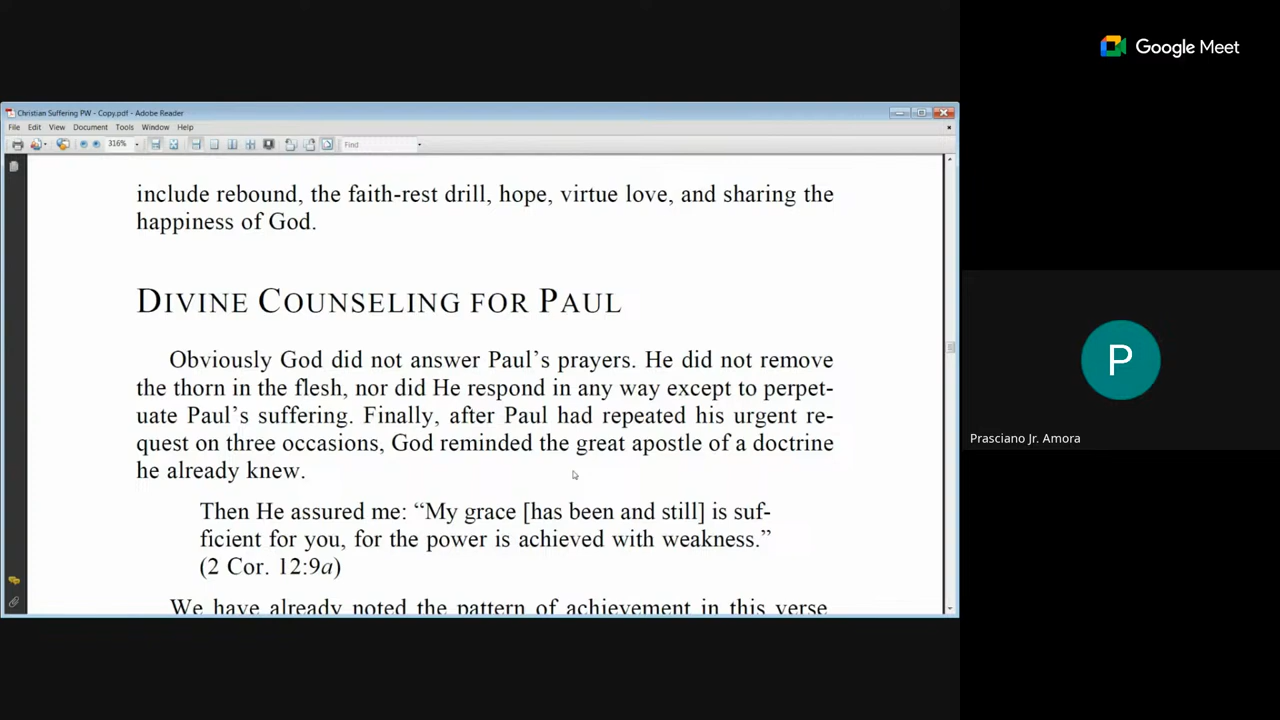 Google Meet
Christian Suffering PW - Copy.pdf - Adobe Reader
File Edit View Document Tools Window Help
316% Find
include rebound, the faith-rest drill, hope, virtue love, and sharing the
happiness of God.
DIVINE COUNSELING FOR PAUL
Obviously God did not answer Paul's prayers. He did not remove
the thorn in the flesh, nor did He respond in any way except to perpet-
uate Paul's suffering. Finally, after Paul had repeated his urgent re-
quest on three occasions, God reminded the great apostle of a doctrine
he already knew.
Then He assured me: “My grace [has been and still] is suf-
ficient for you, for the power is achieved with weakness.”
(2 Cor. 12:9a)
We have already noted the pattern of achievement in this verse
P
Prasciano Jr. Amora